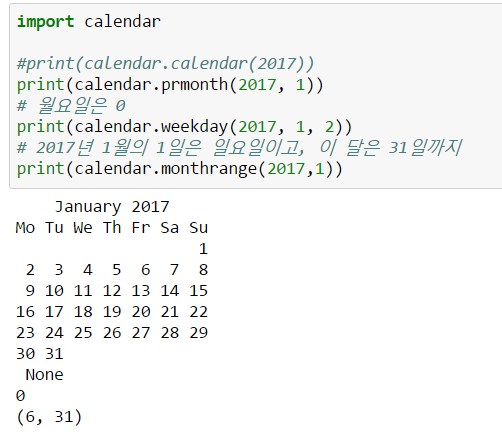 import calendar

#print(calendar.calendar(2017))
print(calendar.prmonth(2017, 1))
# 월요일은 0
print(calendar.weekday(2017, 1, 2))
# 2017년 1월의 1일은 일요일이고, 이 달은 31일까지
print(calendar.monthrange(2017,1))
    January 2017
Mo Tu We Th Fr Sa Su
                   1
 2  3  4  5  6  7  8
 9 10 11 12 13 14 15
16 17 18 19 20 21 22
23 24 25 26 27 28 29
30 31
 None
0
(6, 31)